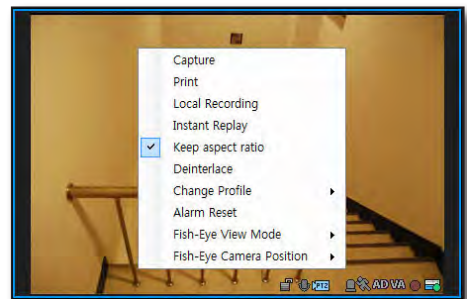 Capture
Print
Local Recording
Instant Replay
Keep aspect ratio
Deinterlace
Change Profile
Alarm Reset
Fish-Eye View Mode
Fish-Eye Camera Position
PTZ AD VA